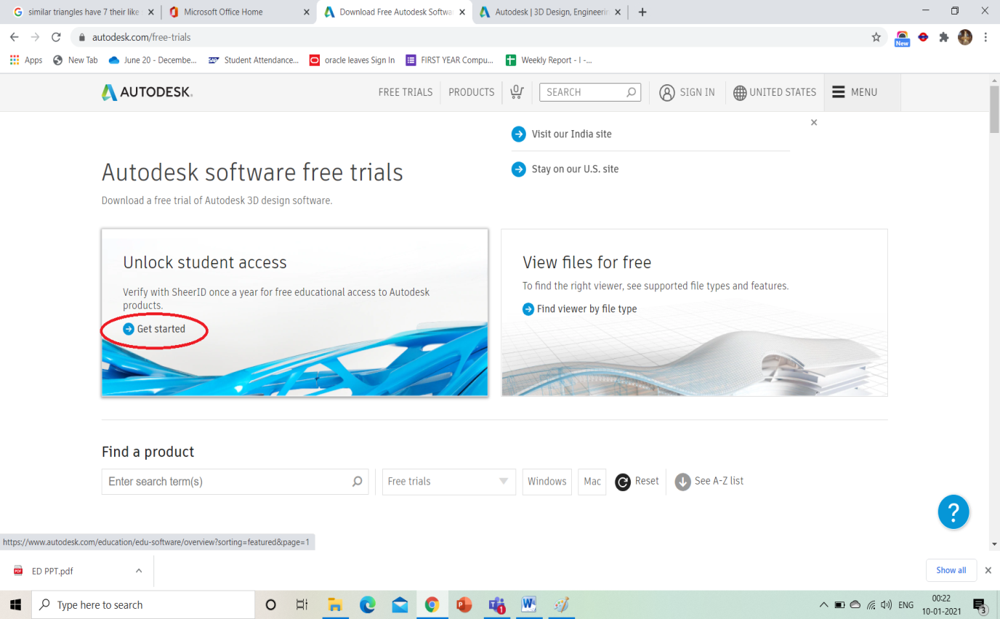 similar triangles have 7 their like
Microsoft Office Home
Download Free Autodesk Softwa
Autodesk | 3D Design, Engineerin
autodesk.com/free-trials
New
Apps
New Tab
June 20 - Decembe...
SAP
Student Attendance...
oracle leaves Sign In
FIRST YEAR Compu...
Weekly Report - I -...
AUTODESK.
FREE TRIALS
PRODUCTS
0
SEARCH
SIGN IN
UNITED STATES
MENU
Visit our India site
Stay on our U.S. site
Autodesk software free trials
Download a free trial of Autodesk 3D design software.
Unlock student access
Verify with SheerID once a year for free educational access to Autodesk
products.
Get started
View files for free
To find the right viewer, see supported file types and features.
Find viewer by file type
Find a product
Enter search term(s)
Free trials
Windows
Mac
Reset
See A-Z list
?
https://www.autodesk.com/education/edu-software/overview?sorting=featured&page=1
PDF
ED PPT.pdf
Show all
Type here to search
1
ENG
00:22
10-01-2021
3